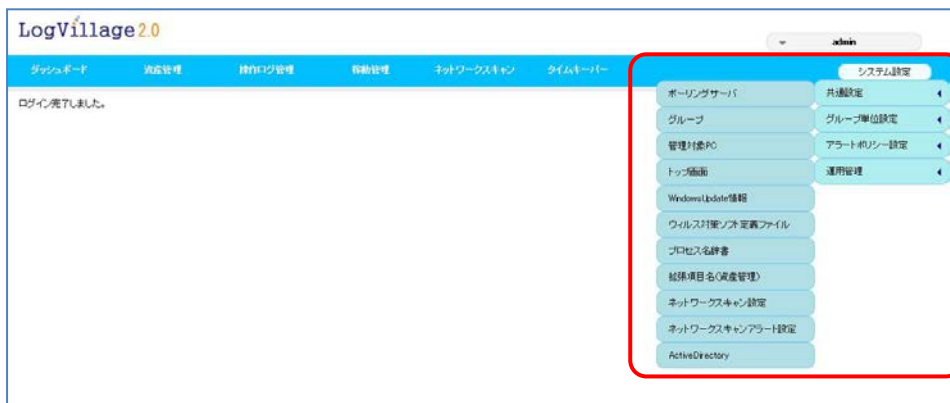 LogVillage2.0
admin
ダッシュボード 資産管理 操作ログ管理 稼動管理 ネットワークスキャン タイムキーパー システム設定
ログイン完了しました。
ポーリングサーバ 共通設定
グループ グループ単位設定
管理対象PC アラートポリシー設定
トップ画面 運用管理
WindowsUpdate情報
ウィルス対策ソフト定義ファイル
プロセス名辞書
拡張項目名(資産管理)
ネットワークスキャン設定
ネットワークスキャンアラート設定
ActiveDirectory